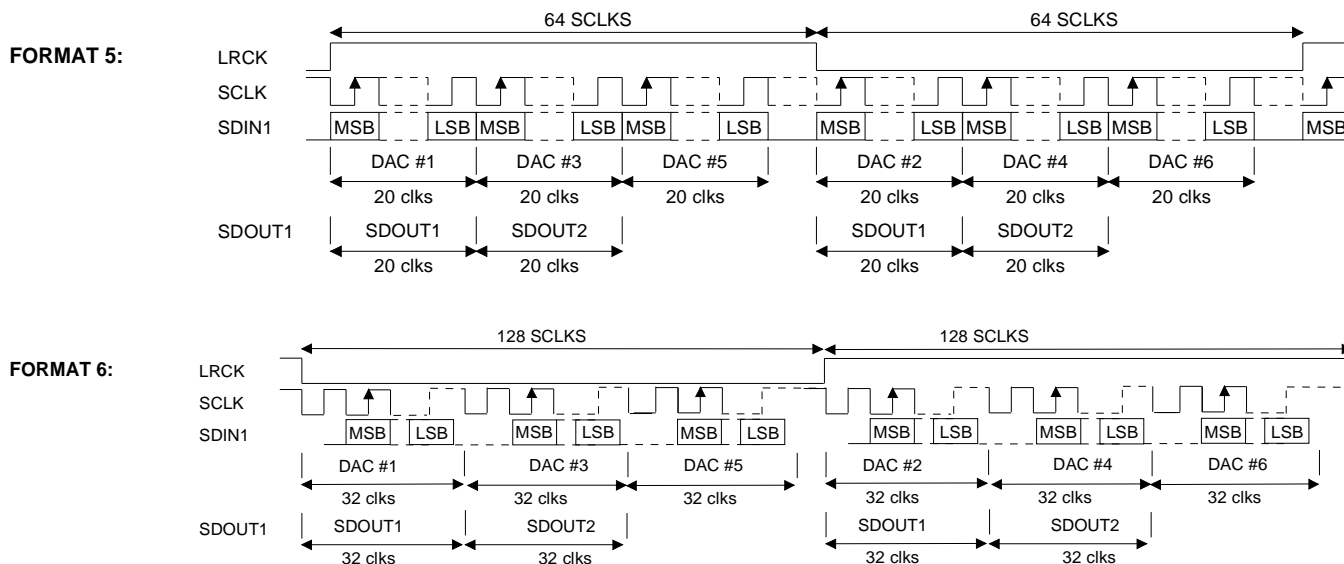 64 SCLKS 64 SCLKS
FORMAT 5: LRCK
SCLK
SDIN1 MSB LSB MSB LSB MSB LSB MSB LSB MSB LSB MSB LSB MSB
DAC #1 DAC #3 DAC #5 DAC #2 DAC #4 DAC #6
20 clks 20 clks 20 clks 20 clks 20 clks 20 clks
SDOUT1 SDOUT1 SDOUT2 SDOUT1 SDOUT2
20 clks 20 clks 20 clks 20 clks
128 SCLKS 128 SCLKS
FORMAT 6: LRCK
SCLK
SDIN1 MSB LSB MSB LSB MSB LSB MSB LSB MSB LSB MSB LSB
DAC #1 DAC #3 DAC #5 DAC #2 DAC #4 DAC #6
32 clks 32 clks 32 clks 32 clks 32 clks 32 clks
SDOUT1 SDOUT1 SDOUT2 SDOUT1 SDOUT2
32 clks 32 clks 32 clks 32 clks